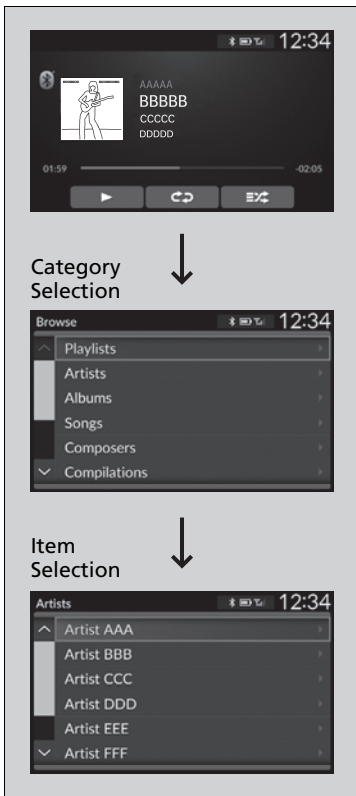 12:34
AAAAA
BBBBB
CCCCC
DDDDD
01:59 -02:05
Category
Selection
Browse 12:34
Playlists
Artists
Albums
Songs
Composers
Compilations
Item
Selection
Artists 12:34
Artist AAA
Artist BBB
Artist CCC
Artist DDD
Artist EEE
Artist FFF